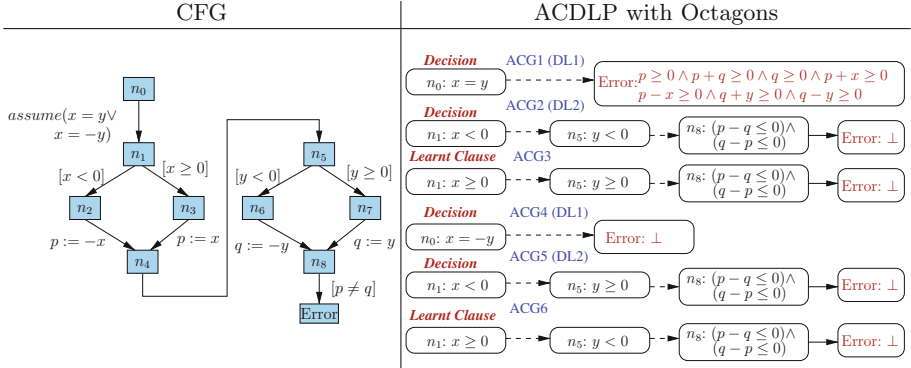 CFG
ACDLP with Octagons
n0
assume(x = y∨
x = −y)
n1
[x < 0]
[x ≥ 0]
n2
n3
p := −x
p := x
n4
n5
[y < 0]
[y ≥ 0]
n6
n7
q := −y
q := y
n8
[p ≠ q]
Error
Decision
ACG1 (DL1)
n0: x = y
Error: p ≥ 0 ∧ p + q ≥ 0 ∧ q ≥ 0 ∧ p + x ≥ 0
p − x ≥ 0 ∧ q + y ≥ 0 ∧ q − y ≥ 0
Decision
ACG2 (DL2)
n1: x < 0
n5: y < 0
n8: (p − q ≤ 0)∧
(q − p ≤ 0)
Error: ⊥
Learnt Clause
ACG3
n1: x ≥ 0
n5: y ≥ 0
n8: (p − q ≤ 0)∧
(q − p ≤ 0)
Error: ⊥
Decision
ACG4 (DL1)
n0: x = −y
Error: ⊥
Decision
ACG5 (DL2)
n1: x < 0
n5: y ≥ 0
n8: (p − q ≤ 0)∧
(q − p ≤ 0)
Error: ⊥
Learnt Clause
ACG6
n1: x ≥ 0
n5: y < 0
n8: (p − q ≤ 0)∧
(q − p ≤ 0)
Error: ⊥